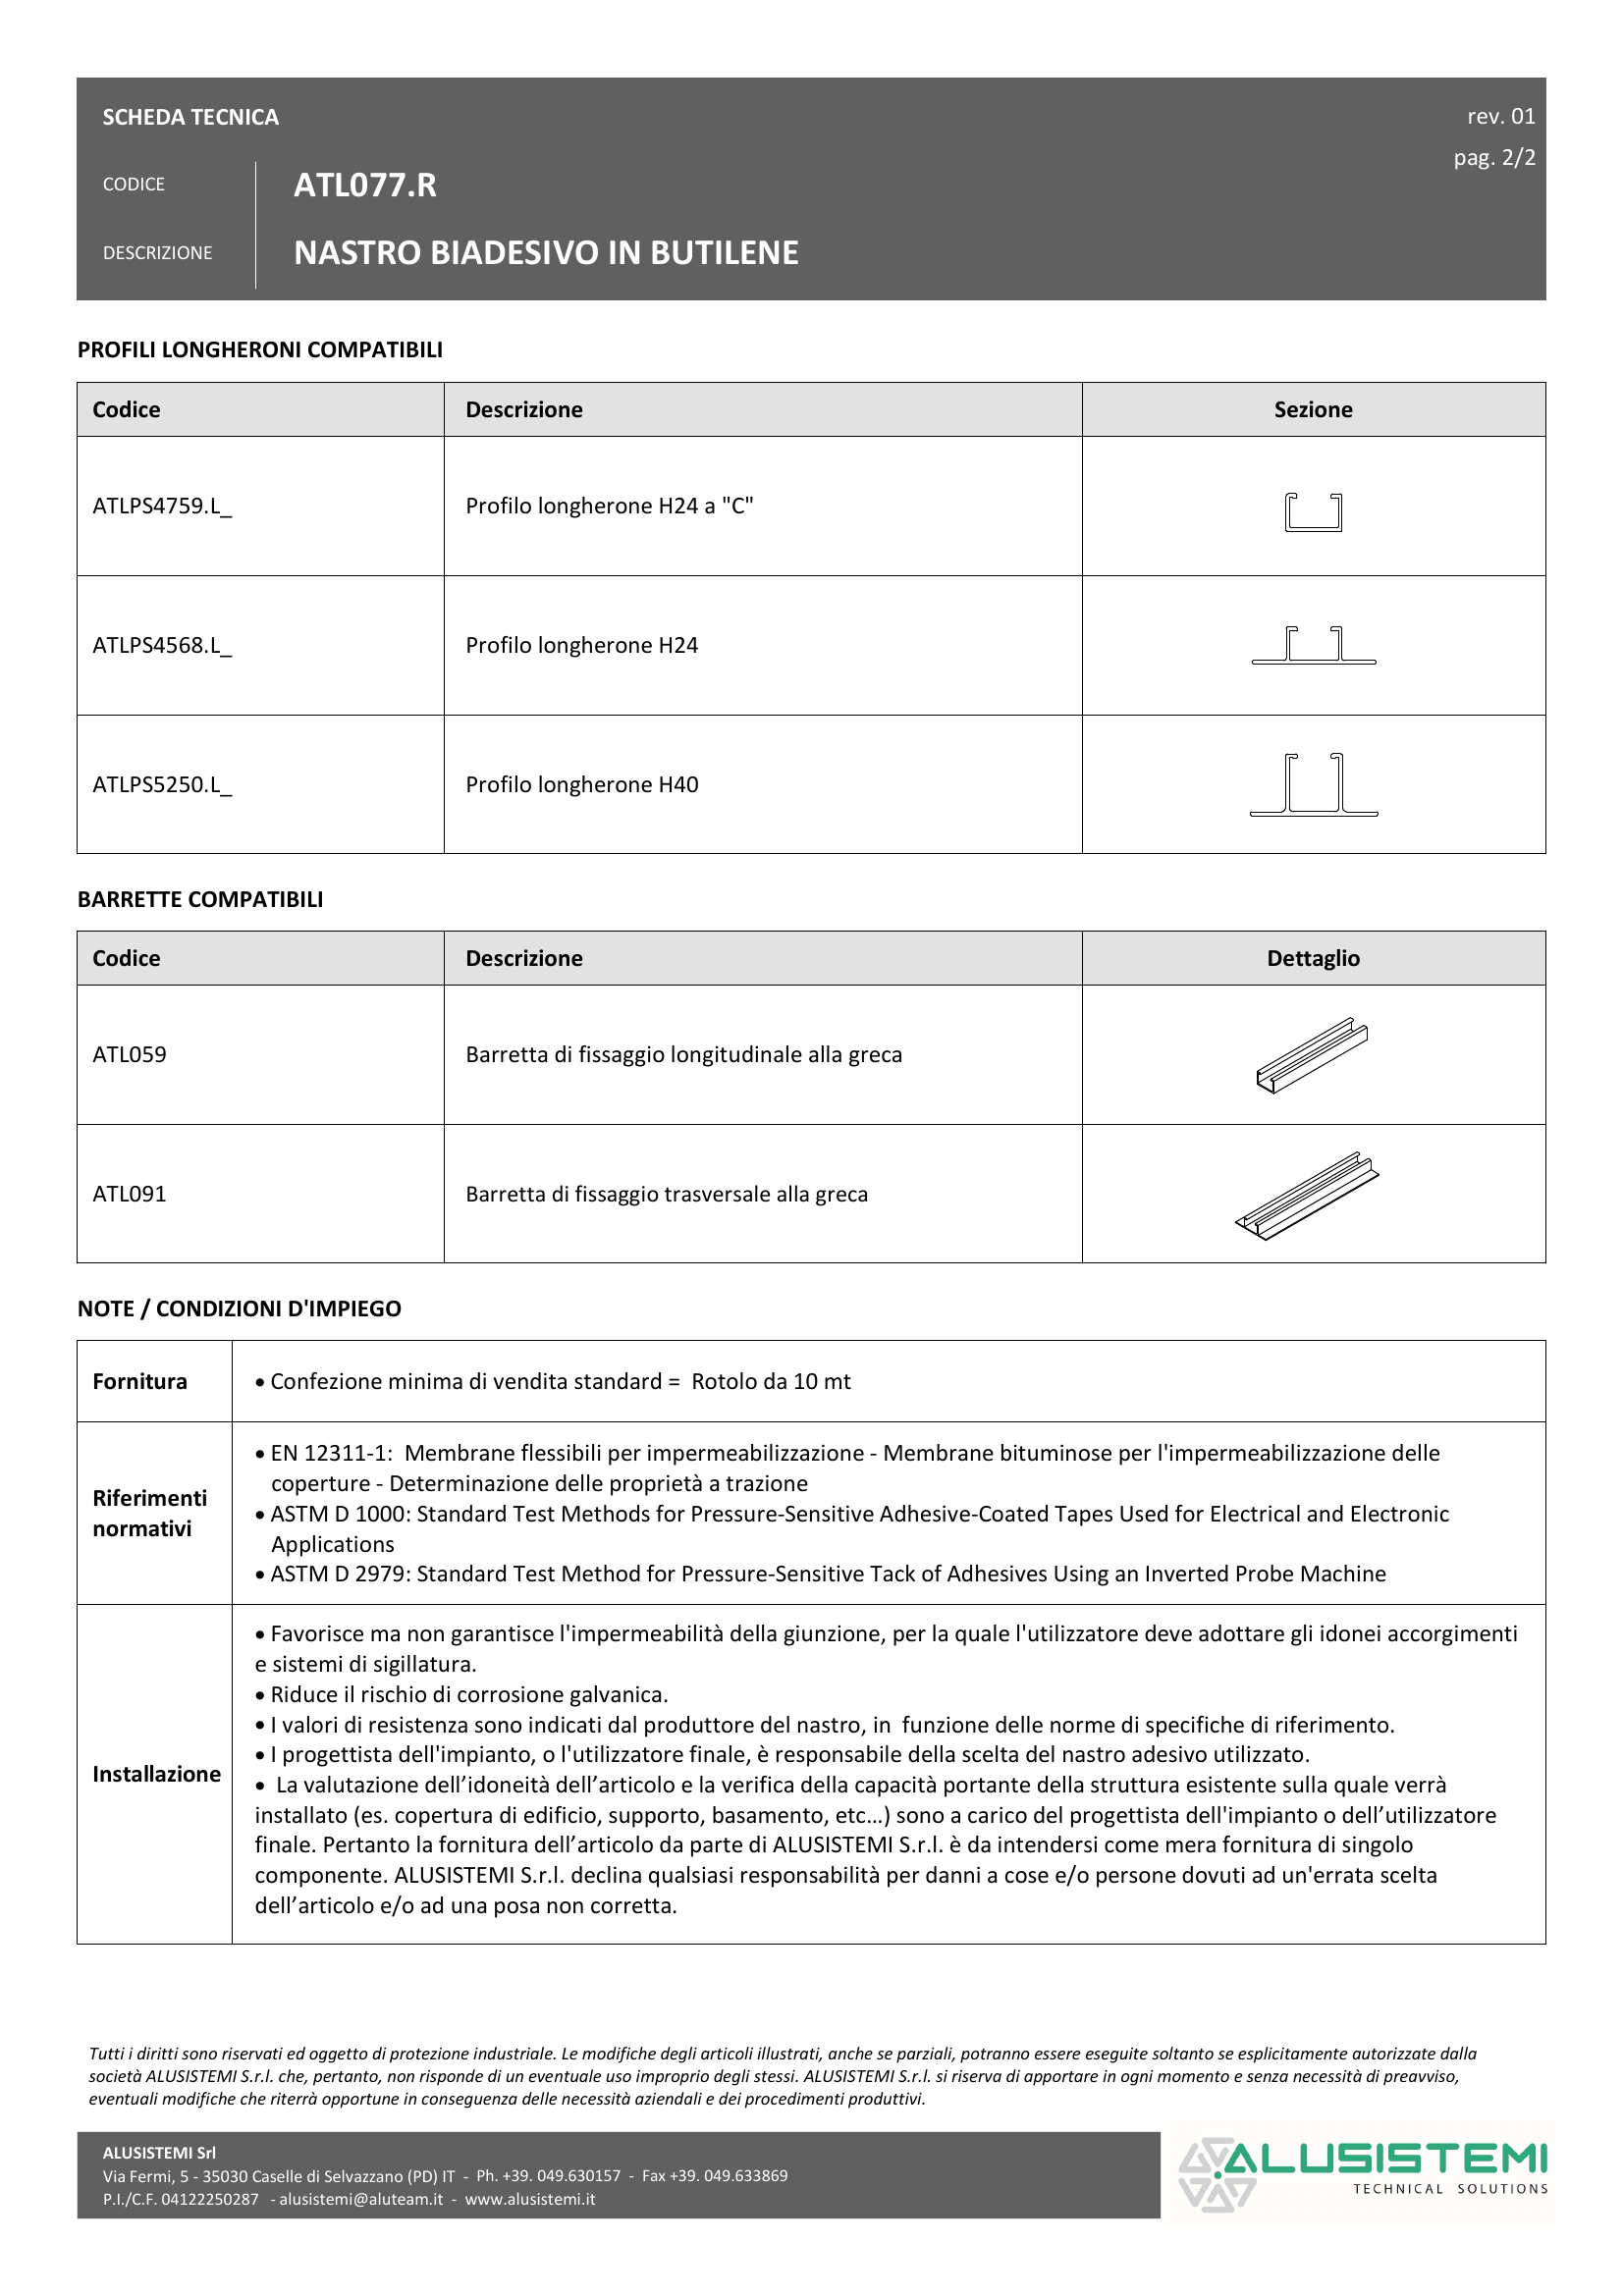 SCHEDA TECNICA
rev. 01
pag. 2/2
CODICE
ATL077.R
DESCRIZIONE
NASTRO BIADESIVO IN BUTILENE
PROFILI LONGHERONI COMPATIBILI
Codice Descrizione Sezione
ATLPS4759.L_ Profilo longherone H24 a "C"
ATLPS4568.L_ Profilo longherone H24
ATLPS5250.L_ Profilo longherone H40
BARRETTE COMPATIBILI
Codice Descrizione Dettaglio
ATL059 Barretta di fissaggio longitudinale alla greca
ATL091 Barretta di fissaggio trasversale alla greca
NOTE / CONDIZIONI D'IMPIEGO
Fornitura
• Confezione minima di vendita standard = Rotolo da 10 mt
Riferimenti
normativi
• EN 12311-1: Membrane flessibili per impermeabilizzazione - Membrane bituminose per l'impermeabilizzazione delle
coperture - Determinazione delle proprietà a trazione
• ASTM D 1000: Standard Test Methods for Pressure-Sensitive Adhesive-Coated Tapes Used for Electrical and Electronic
Applications
• ASTM D 2979: Standard Test Method for Pressure-Sensitive Tack of Adhesives Using an Inverted Probe Machine
Installazione
• Favorisce ma non garantisce l'impermeabilità della giunzione, per la quale l'utilizzatore deve adottare gli idonei accorgimenti
e sistemi di sigillatura.
• Riduce il rischio di corrosione galvanica.
• I valori di resistenza sono indicati dal produttore del nastro, in funzione delle norme di specifiche di riferimento.
• I progettista dell'impianto, o l'utilizzatore finale, è responsabile della scelta del nastro adesivo utilizzato.
• La valutazione dell’idoneità dell’articolo e la verifica della capacità portante della struttura esistente sulla quale verrà
installato (es. copertura di edificio, supporto, basamento, etc…) sono a carico del progettista dell'impianto o dell’utilizzatore
finale. Pertanto la fornitura dell’articolo da parte di ALUSISTEMI S.r.l. è da intendersi come mera fornitura di singolo
componente. ALUSISTEMI S.r.l. declina qualsiasi responsabilità per danni a cose e/o persone dovuti ad un'errata scelta
dell’articolo e/o ad una posa non corretta.
Tutti i diritti sono riservati ed oggetto di protezione industriale. Le modifiche degli articoli illustrati, anche se parziali, potranno essere eseguite soltanto se esplicitamente autorizzate dalla
società ALUSISTEMI S.r.l. che, pertanto, non risponde di un eventuale uso improprio degli stessi. ALUSISTEMI S.r.l. si riserva di apportare in ogni momento e senza necessità di preavviso,
eventuali modifiche che riterrà opportune in conseguenza delle necessità aziendali e dei procedimenti produttivi.
ALUSISTEMI Srl
Via Fermi, 5 - 35030 Caselle di Selvazzano (PD) IT - Ph. +39. 049.630157 - Fax +39. 049.633869
P.I./C.F. 04122250287 - alusistemi@aluteam.it - www.alusistemi.it
ALUSISTEMI
TECHNICAL SOLUTIONS